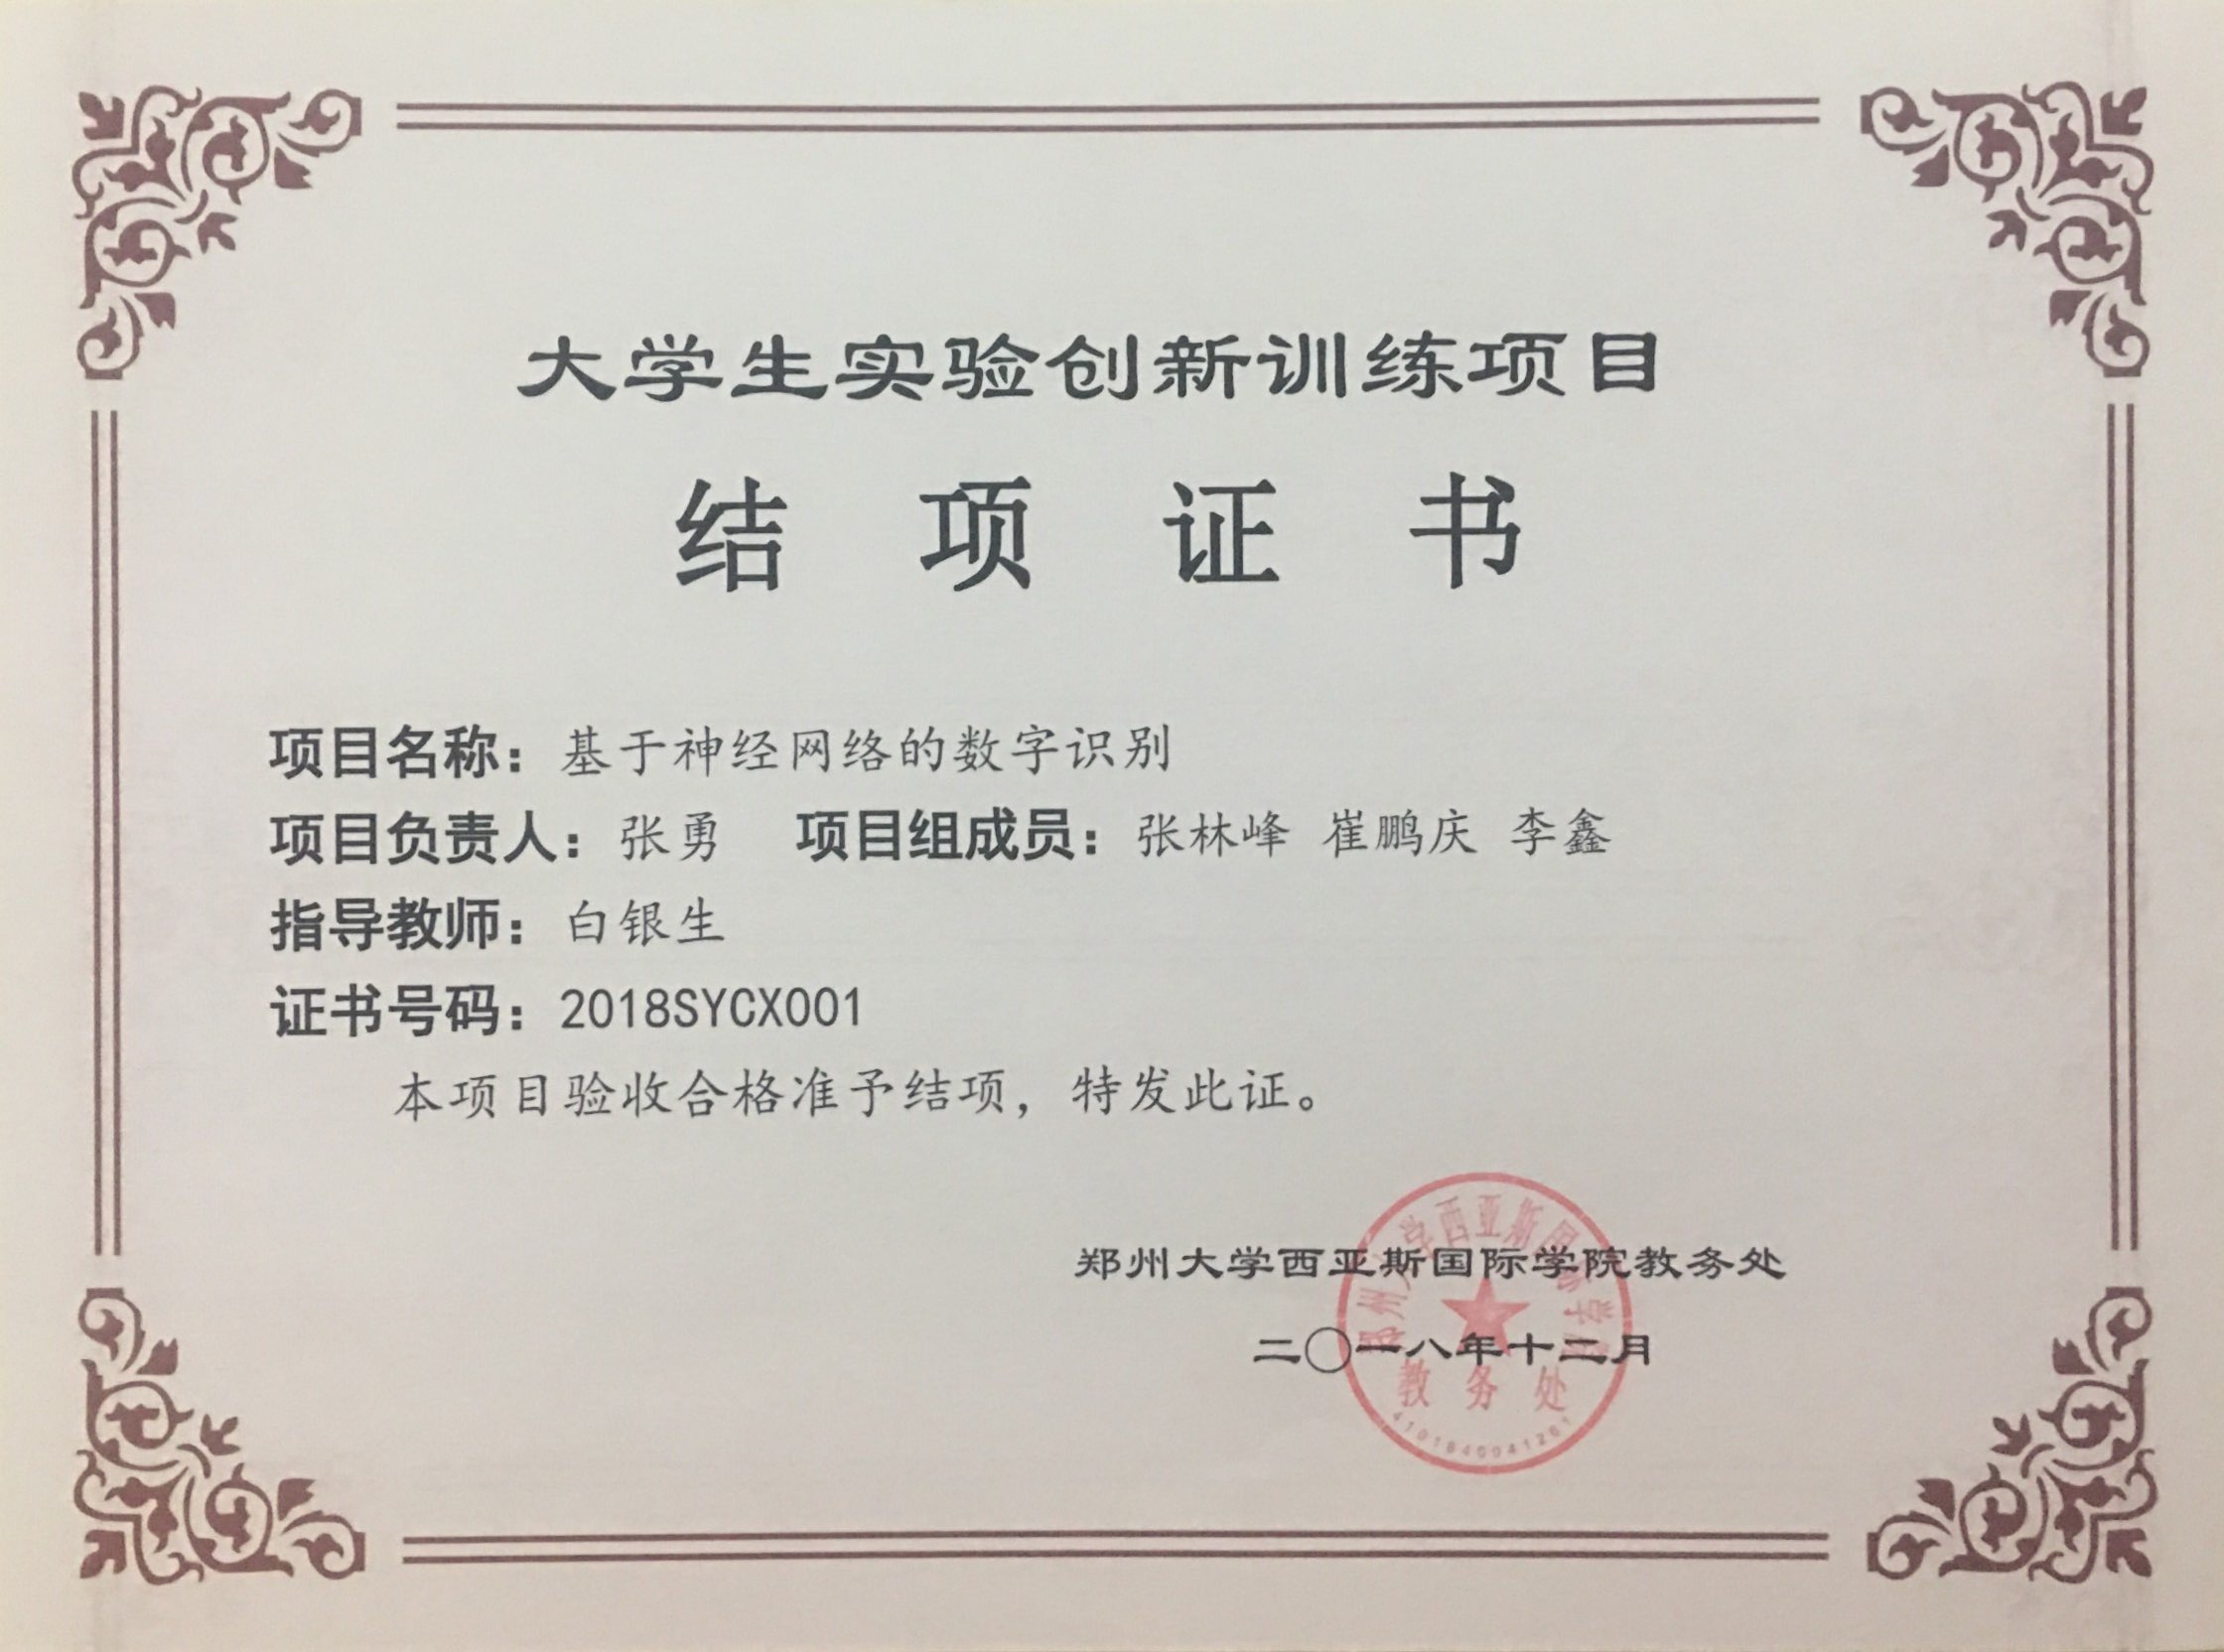 大学生实验创新训练项目
结项证书
项目名称：基于神经网络的数字识别
项目负责人：张勇 项目组成员：张林峰 崔鹏庆 李鑫
指导教师：白银生
证书号码：2018SYCX001
本项目验收合格准予结项，特发此证。
郑州大学西亚斯国际学院教务处
二〇一八年十二月
教务处